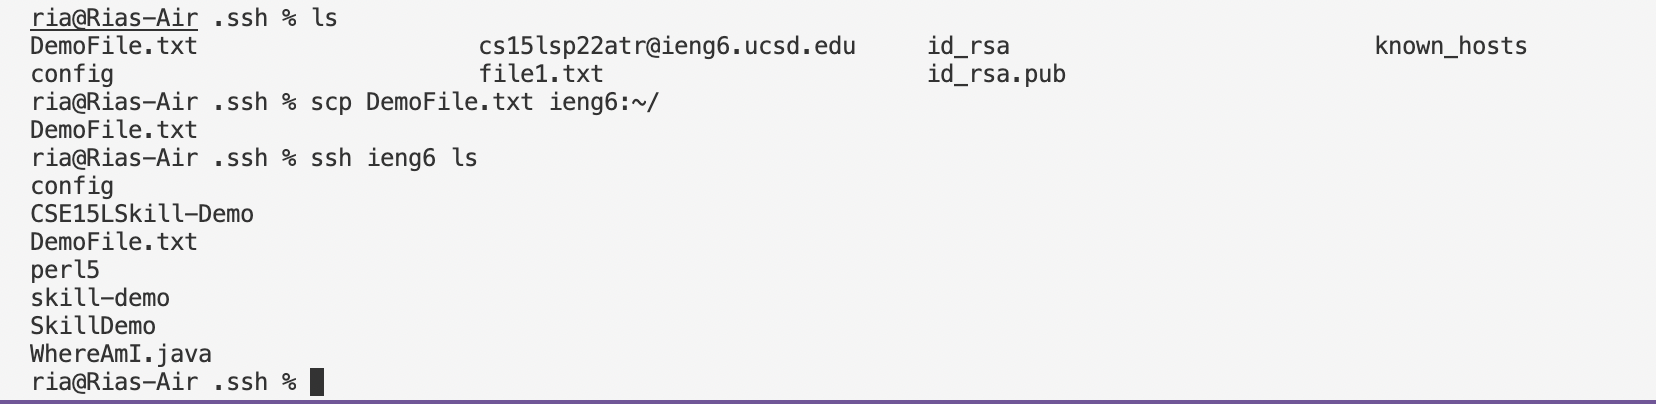 ria@Rias-Air .ssh % ls
DemoFile.txt cs15lsp22atr@ieng6.ucsd.edu id_rsa known_hosts
config file1.txt id_rsa.pub
ria@Rias-Air .ssh % scp DemoFile.txt ieng6:~/
DemoFile.txt
ria@Rias-Air .ssh % ssh ieng6 ls
config
CSE15LSkill-Demo
DemoFile.txt
perl5
skill-demo
SkillDemo
WhereAmI.java
ria@Rias-Air .ssh %